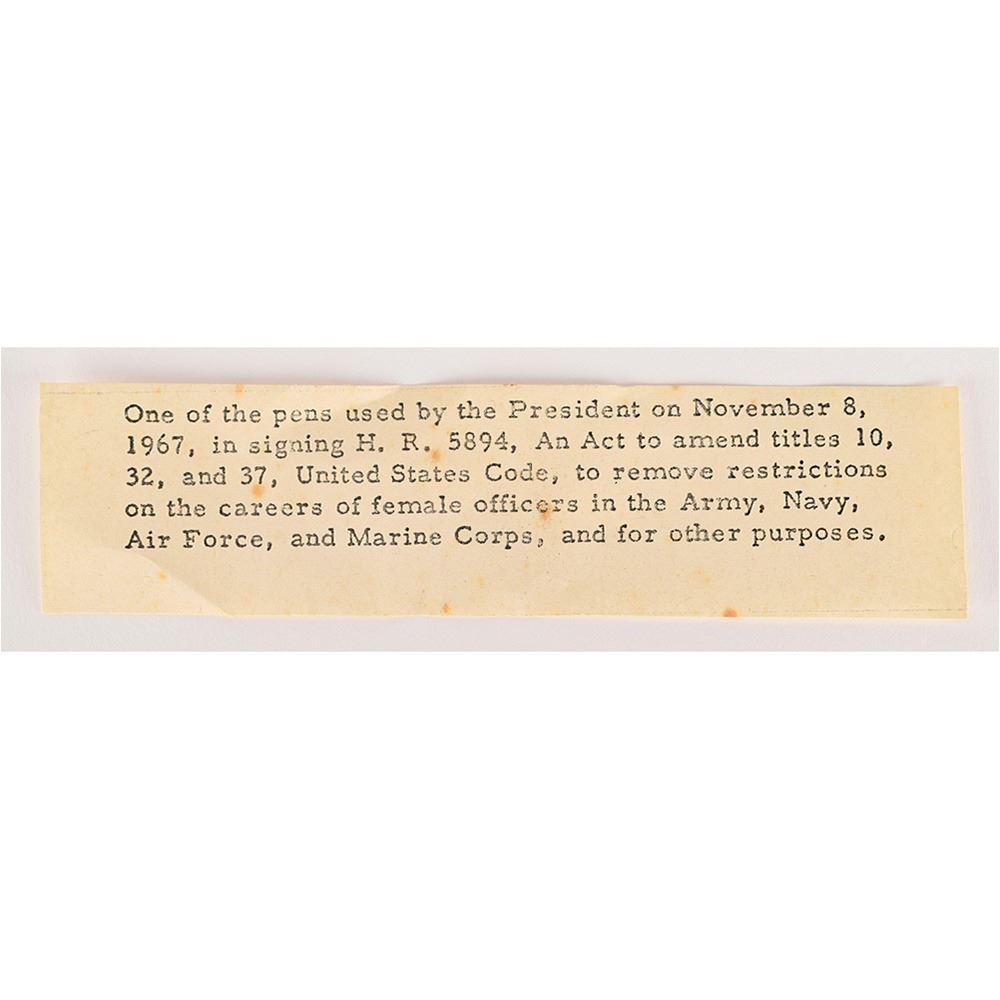 One of the pens used by the President on November 8,
1967, in signing H. R. 5894, An Act to amend titles 10,
32, and 37, United States Code, to remove restrictions
on the careers of female officers in the Army, Navy,
Air Force, and Marine Corps, and for other purposes.